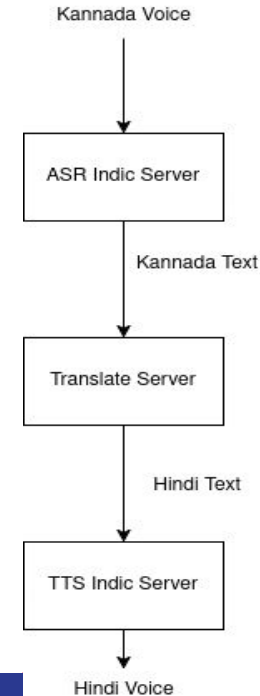 Kannada Voice
ASR Indic Server
Kannada Text
Translate Server
Hindi Text
TTS Indic Server
Hindi Voice